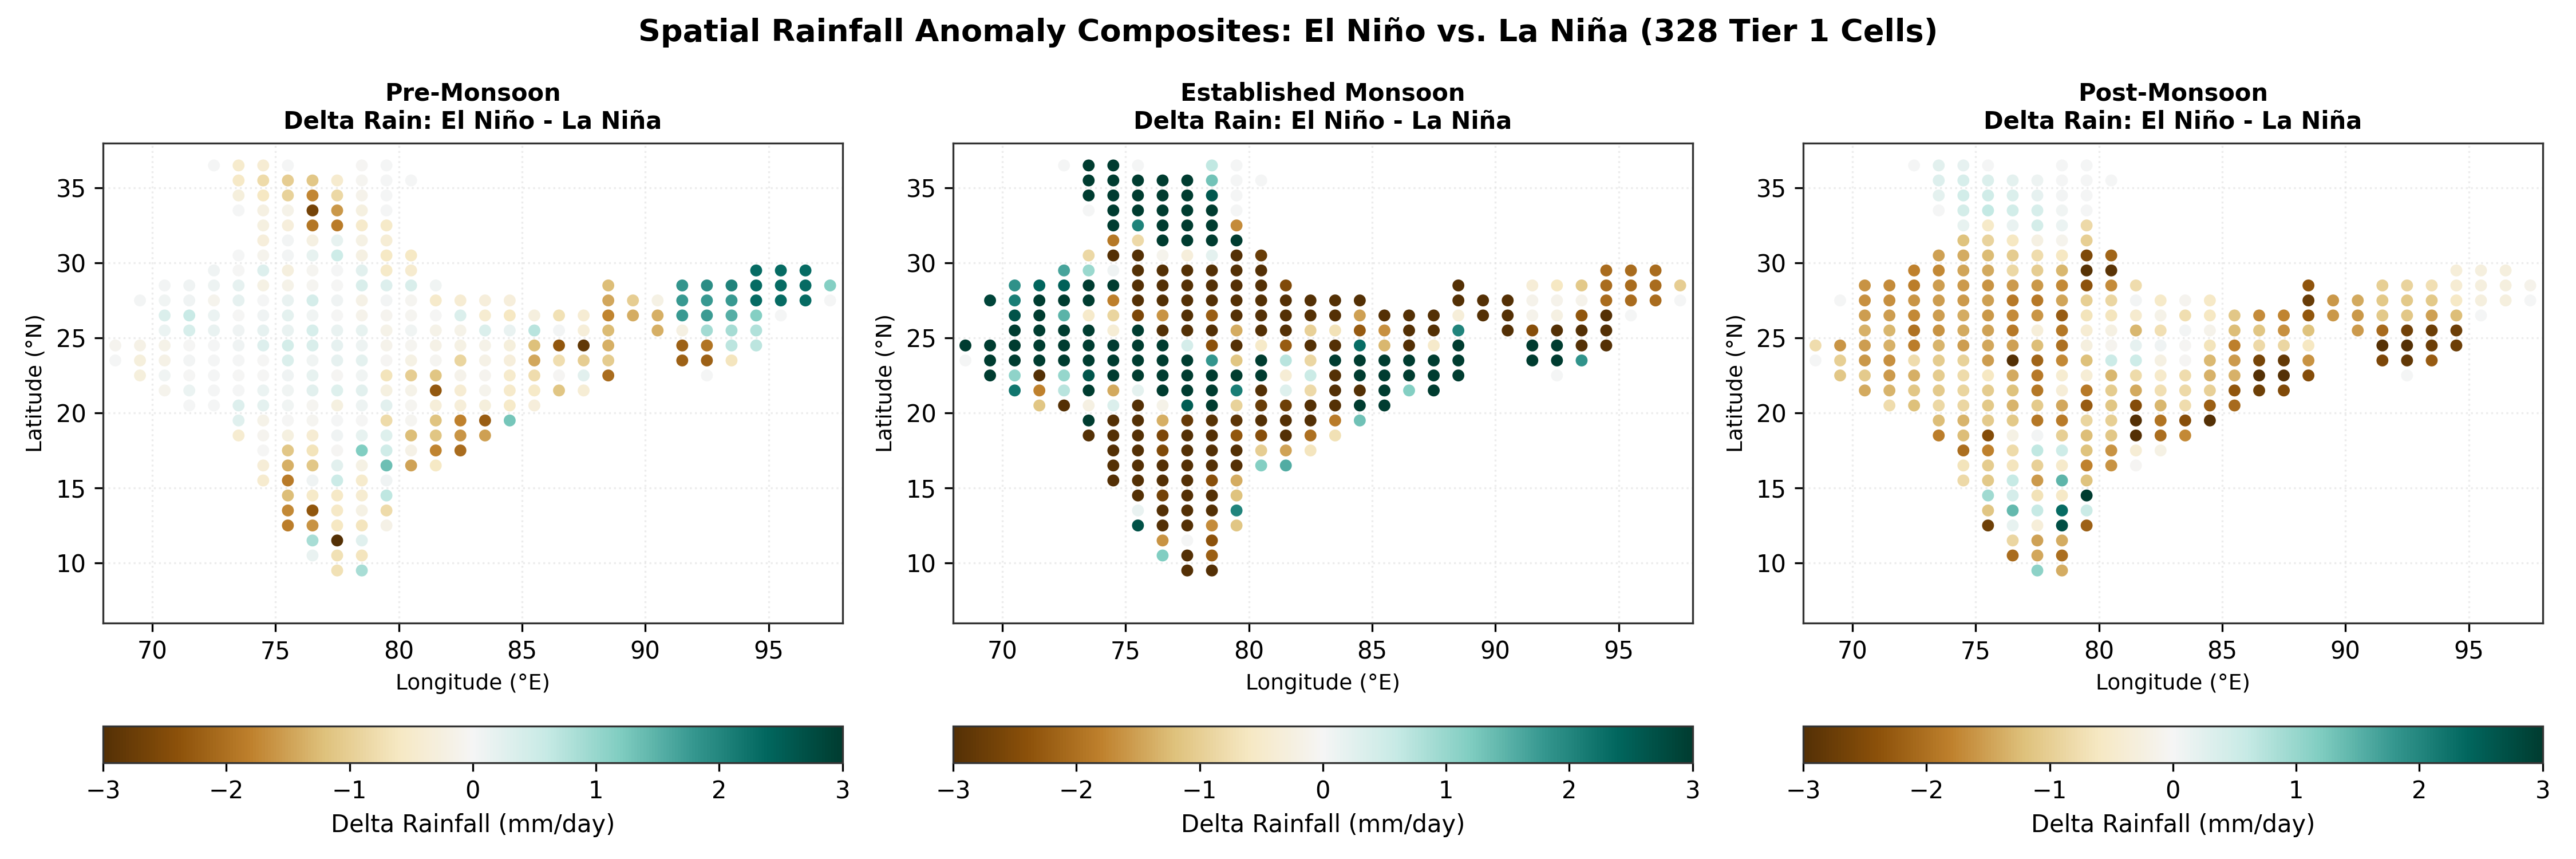 Spatial Rainfall Anomaly Composites: El Niño vs. La Niña (328 Tier 1 Cells)
Pre-Monsoon
Delta Rain: El Niño - La Niña
35
30
25
20
15
10
Latitude (°N)
70 75 80 85 90 95
Longitude (°E)
−3 −2 −1 0 1 2 3
Delta Rainfall (mm/day)
Established Monsoon
Delta Rain: El Niño - La Niña
35
30
25
20
15
10
Latitude (°N)
70 75 80 85 90 95
Longitude (°E)
−3 −2 −1 0 1 2 3
Delta Rainfall (mm/day)
Post-Monsoon
Delta Rain: El Niño - La Niña
35
30
25
20
15
10
Latitude (°N)
70 75 80 85 90 95
Longitude (°E)
−3 −2 −1 0 1 2 3
Delta Rainfall (mm/day)